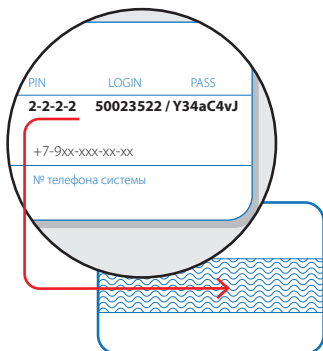 PIN LOGIN PASS
2-2-2-2 50023522 / Y34aC4vJ
+7-9xx-xxx-xx-xx
№ телефона системы